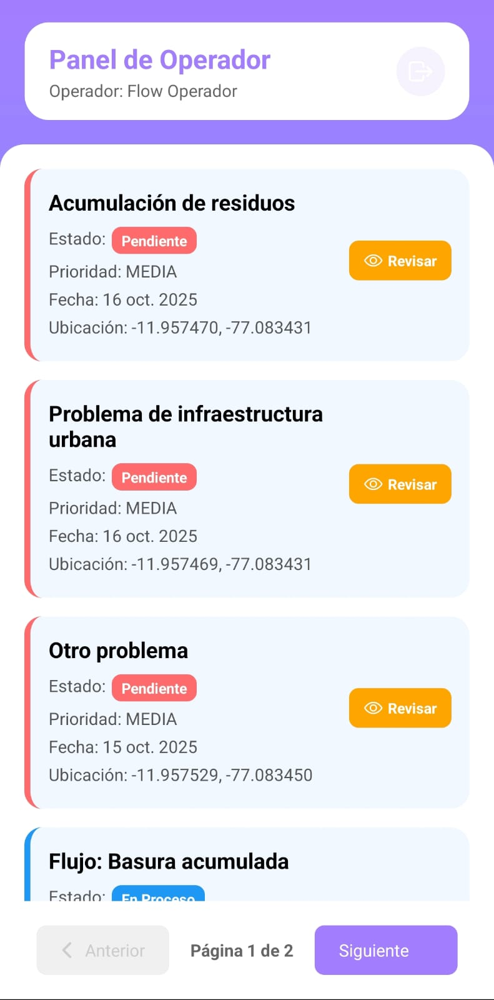 Panel de Operador
Operador: Flow Operador
Acumulación de residuos
Estado: Pendiente
Prioridad: MEDIA
Fecha: 16 oct. 2025
Ubicación: -11.957470, -77.083431
Revisar
Problema de infraestructura
urbana
Estado: Pendiente
Prioridad: MEDIA
Fecha: 16 oct. 2025
Ubicación: -11.957469, -77.083431
Revisar
Otro problema
Estado: Pendiente
Prioridad: MEDIA
Fecha: 15 oct. 2025
Ubicación: -11.957529, -77.083450
Revisar
Flujo: Basura acumulada
Estado: En Proceso
Anterior
Página 1 de 2
Siguiente